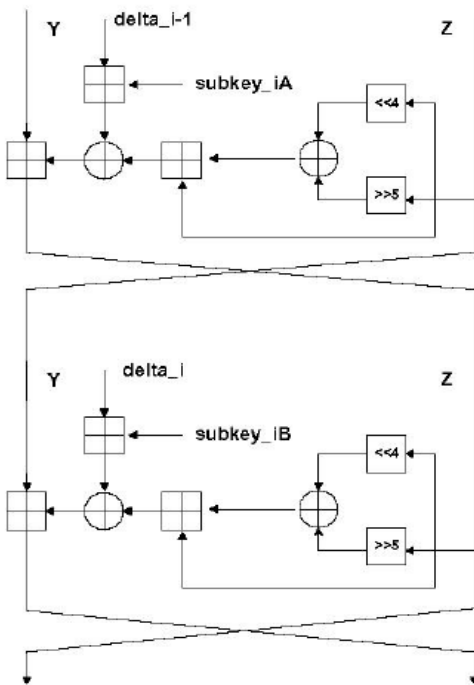 Y
delta_i-1
Z
subkey_iA
<<4
>>5
Y
delta_i
Z
subkey_iB
<<4
>>5